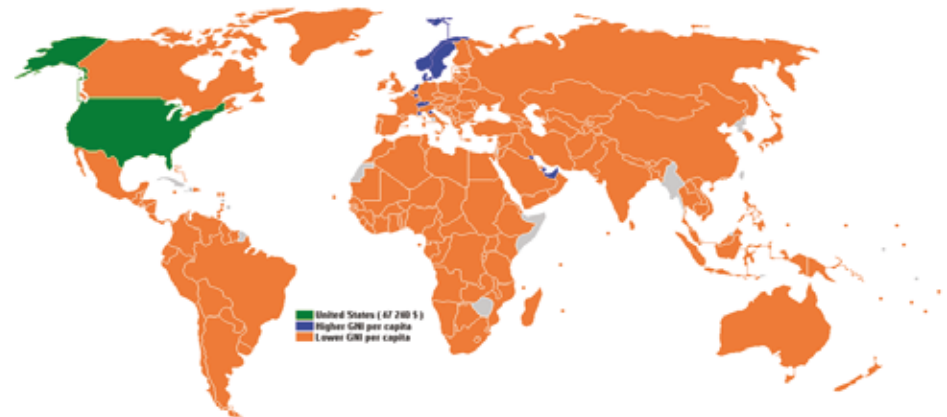 United States ( 47 240 $ )
Higher GNI per capita
Lower GNI per capita